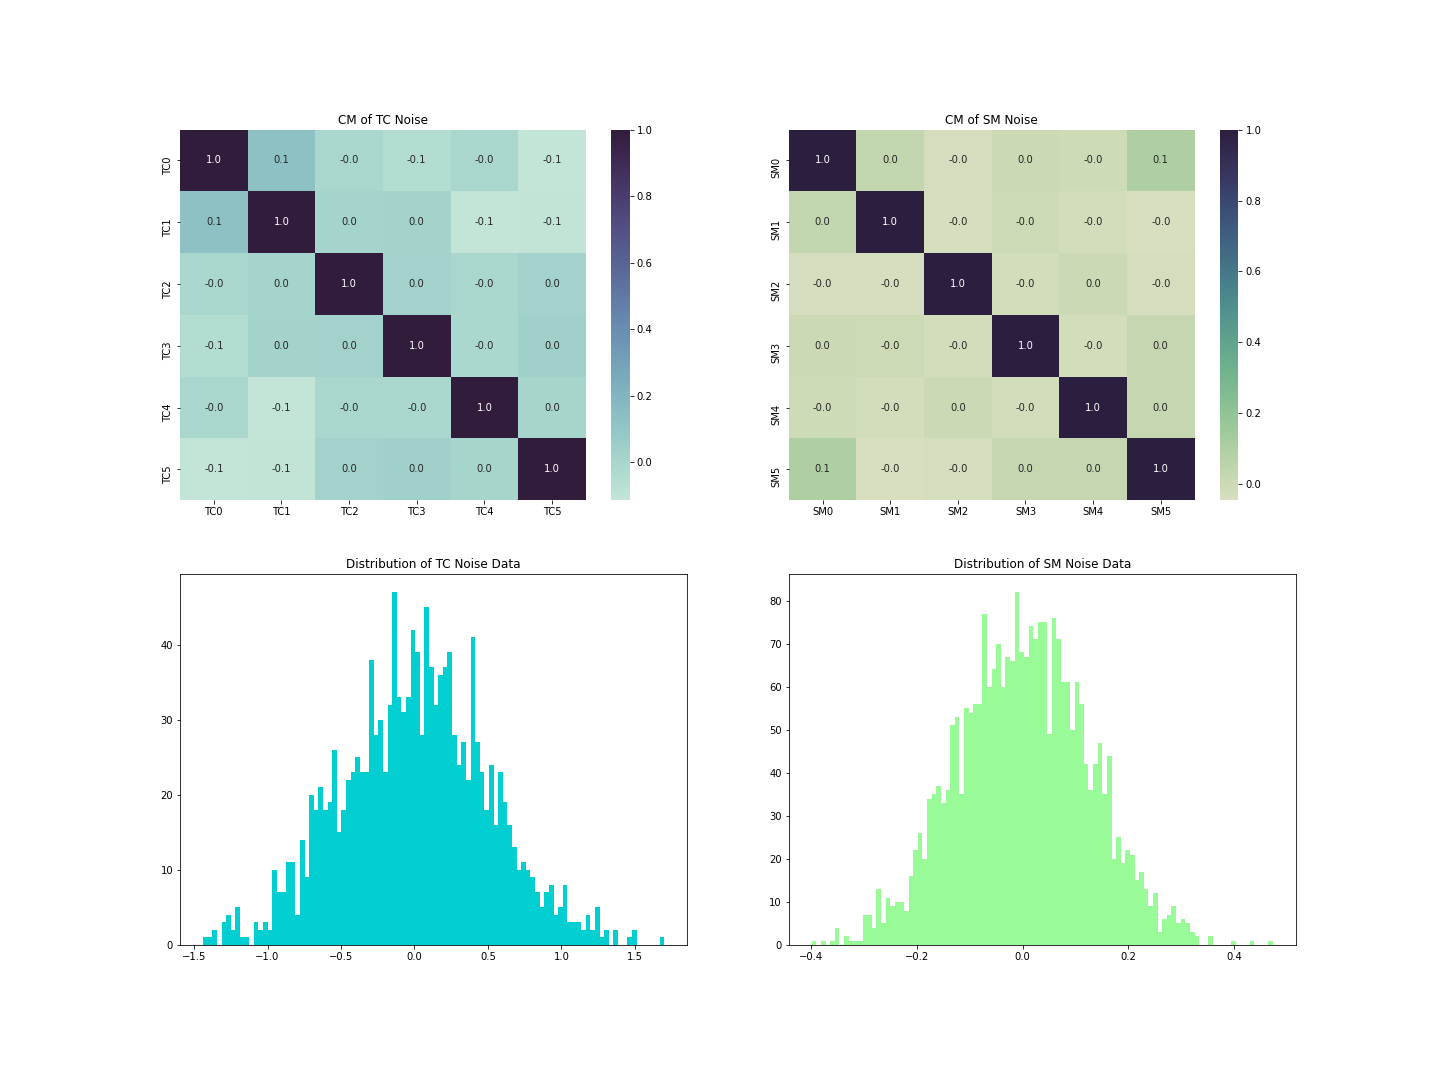 CM of TC Noise
TC0 1.0 0.1 -0.0 -0.1 -0.0 -0.1
TC1 0.1 1.0 0.0 0.0 -0.1 -0.1
TC2 -0.0 0.0 1.0 0.0 -0.0 0.0
TC3 -0.1 0.0 0.0 1.0 -0.0 0.0
TC4 -0.0 -0.1 -0.0 -0.0 1.0 0.0
TC5 -0.1 -0.1 0.0 0.0 0.0 1.0
TC0 TC1 TC2 TC3 TC4 TC5
1.0
0.8
0.6
0.4
0.2
0.0
CM of SM Noise
SM0 1.0 0.0 -0.0 0.0 -0.0 0.1
SM1 0.0 1.0 -0.0 -0.0 -0.0 -0.0
SM2 -0.0 -0.0 1.0 -0.0 0.0 -0.0
SM3 0.0 -0.0 -0.0 1.0 -0.0 0.0
SM4 -0.0 -0.0 0.0 -0.0 1.0 0.0
SM5 0.1 -0.0 -0.0 0.0 0.0 1.0
SM0 SM1 SM2 SM3 SM4 SM5
1.0
0.8
0.6
0.4
0.2
0.0
Distribution of TC Noise Data
40
30
20
10
0
−1.5 −1.0 −0.5 0.0 0.5 1.0 1.5
Distribution of SM Noise Data
80
70
60
50
40
30
20
10
0
−0.4 −0.2 0.0 0.2 0.4